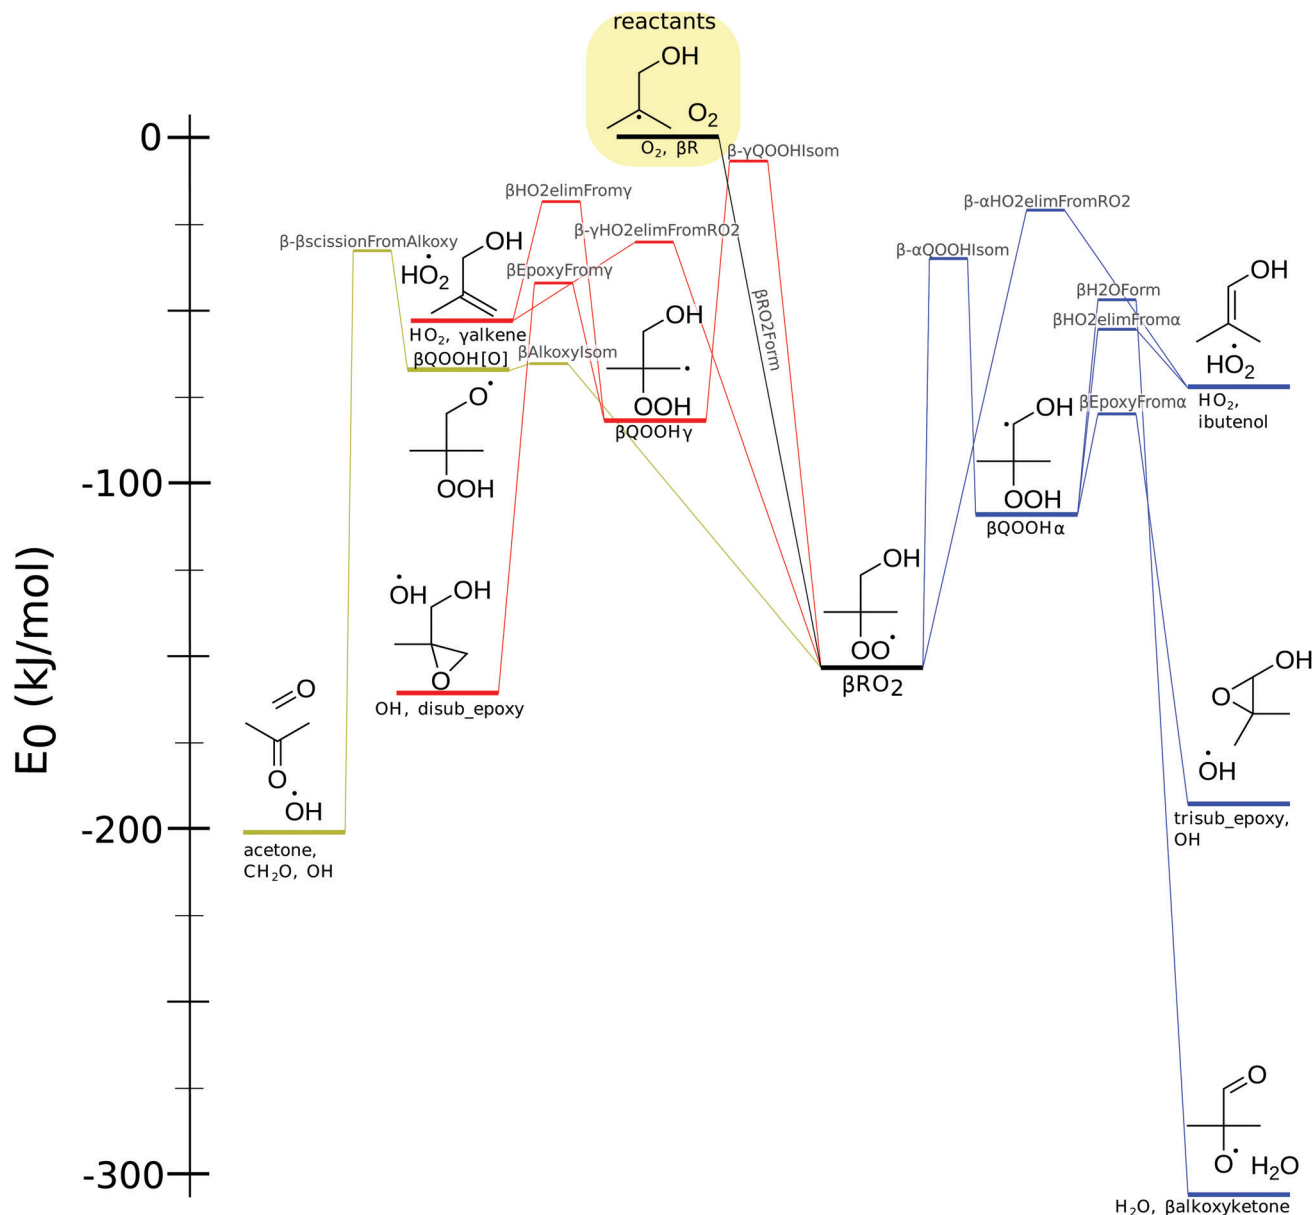 reactants
OH
O2
O2, βR
0
β-γQOOHIsom
βHO2elimFromγ
β-αHO2elimFromRO2
β-γHO2elimFromRO2
β-βscissionFromAlkoxy
OH
β-αQOOHIsom
HO2
βEpoxyFromγ
OH
βH2OForm
βRO2Form
OH
βHO2elimFromα
HO2, γalkene
βQOOH[O]
βAlkoxyIsom
HO2
O
HO2,
ibutenol
OOH
βEpoxyFromα
OH
βQOOHγ
-100
OOH
OOH
βQOOHα
E0 (kJ/mol)
OH
OH
OH
OO
O
βRO2
OH
O
OH, disub_epoxy
O
O
OH
OH
-200
acetone,
CH2O, OH
trisub_epoxy,
OH
O
-300
O
H2O
H2O, βalkoxyketone